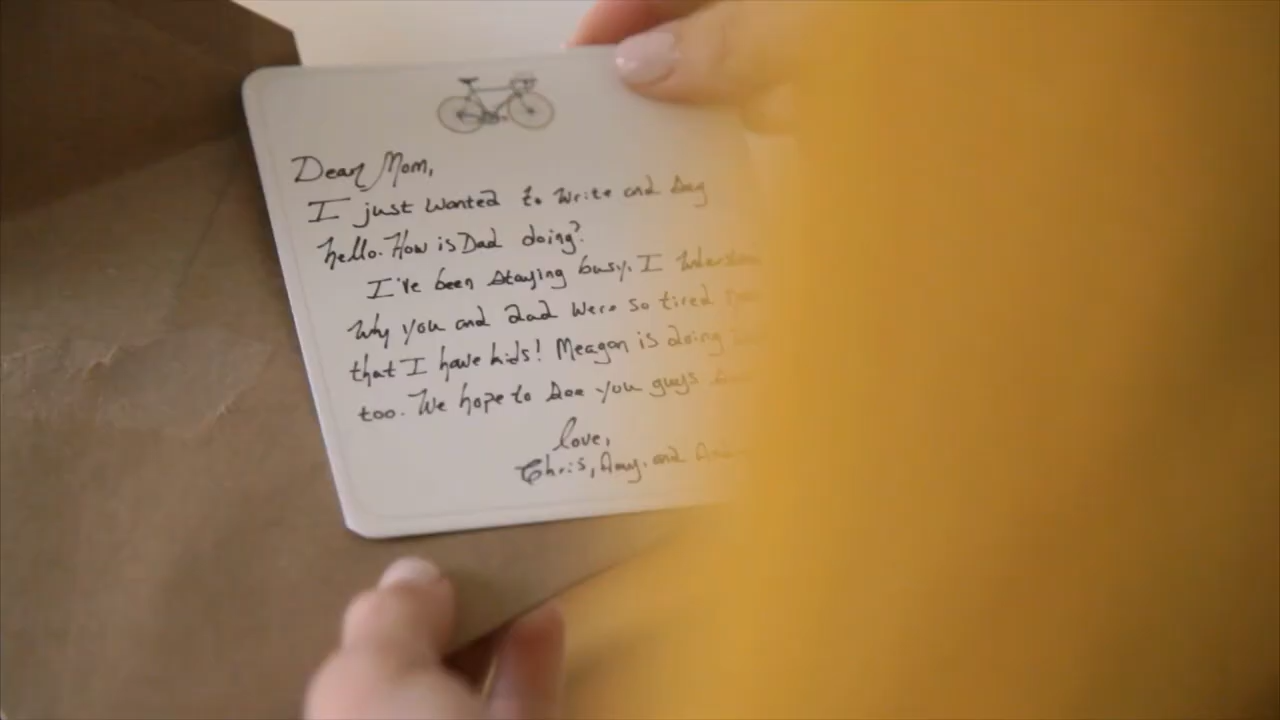 Dear Mom,
I just wanted to write and say
hello. How is Dad doing?
I've been staying busy. I
why you and dad were so tired
that I have kids! Meagan is doing
too. We hope to see you guys
love,
Chris, Amy, and